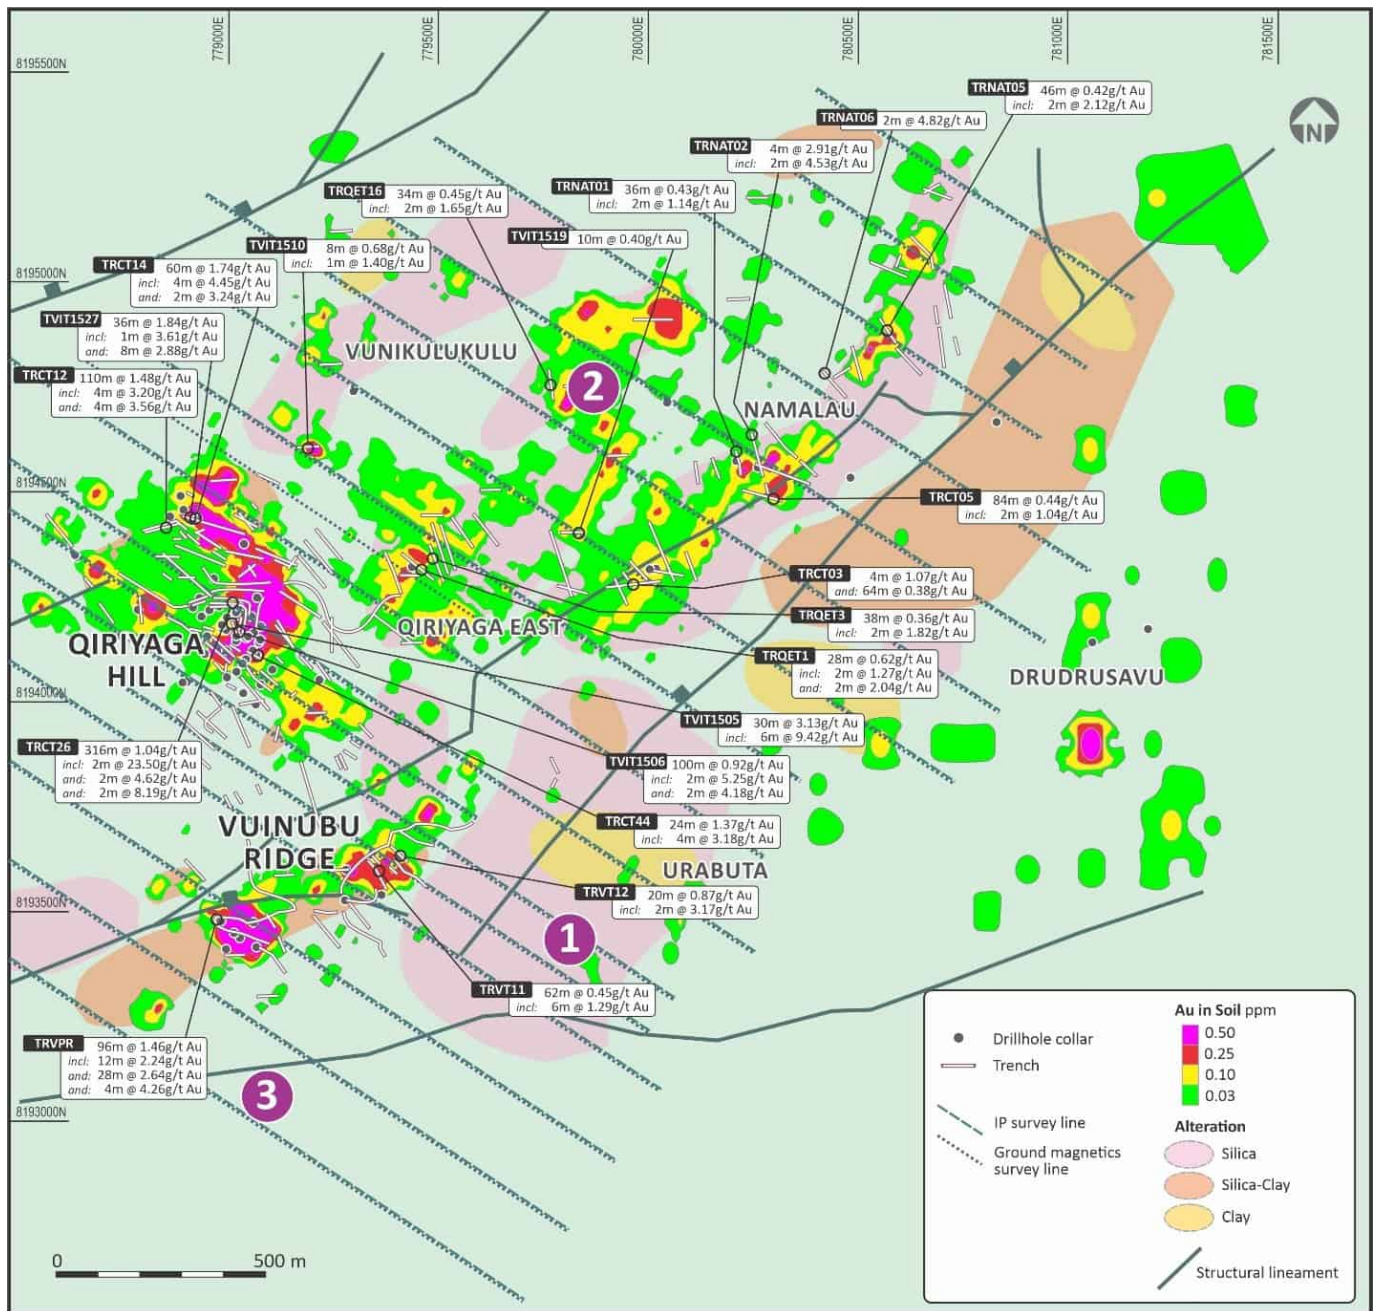 779000E
779500E
780000E
780500E
781000E
781500E
8195500N
8195000N
8194500N
8194000N
8193500N
8193000N
N
TRNAT05 46m @ 0.42g/t Au
incl: 2m @ 2.12g/t Au
TRNAT06 2m @ 4.82g/t Au
TRNAT02 4m @ 2.91g/t Au
incl: 2m @ 4.53g/t Au
TRNAT01 36m @ 0.43g/t Au
incl: 2m @ 1.14g/t Au
TRQET16 34m @ 0.45g/t Au
incl: 2m @ 1.65g/t Au
TVIT1519 10m @ 0.40g/t Au
TVIT1510 8m @ 0.68g/t Au
incl: 1m @ 1.40g/t Au
TRCT14 60m @ 1.74g/t Au
incl: 4m @ 4.45g/t Au
and: 2m @ 3.24g/t Au
TVIT1527 36m @ 1.84g/t Au
incl: 1m @ 3.61g/t Au
and: 8m @ 2.88g/t Au
TRCT12 110m @ 1.48g/t Au
incl: 4m @ 3.20g/t Au
and: 4m @ 3.56g/t Au
VUNIKULUKULU
2
NAMALAU
TRCT05 84m @ 0.44g/t Au
incl: 2m @ 1.04g/t Au
TRCT03 4m @ 1.07g/t Au
and: 64m @ 0.38g/t Au
TRQET3 38m @ 0.36g/t Au
incl: 2m @ 1.82g/t Au
TRQET1 28m @ 0.62g/t Au
incl: 2m @ 1.27g/t Au
and: 2m @ 2.04g/t Au
QIRIYAGA EAST
QIRIYAGA
HILL
DRUDRUSAVU
TVIT1505 30m @ 3.13g/t Au
incl: 6m @ 9.42g/t Au
TRCT26 316m @ 1.04g/t Au
incl: 2m @ 23.50g/t Au
and: 2m @ 4.62g/t Au
and: 2m @ 8.19g/t Au
TVIT1506 100m @ 0.92g/t Au
incl: 2m @ 5.25g/t Au
and: 2m @ 4.18g/t Au
TRCT44 24m @ 1.37g/t Au
incl: 4m @ 3.18g/t Au
VUINUBU
RIDGE
URABUTA
TRVT12 20m @ 0.87g/t Au
incl: 2m @ 3.17g/t Au
1
TRVT11 62m @ 0.45g/t Au
incl: 6m @ 1.29g/t Au
TRVPR 96m @ 1.46g/t Au
incl: 12m @ 2.24g/t Au
and: 28m @ 2.64g/t Au
and: 4m @ 4.26g/t Au
3
0 500 m
Drillhole collar
Trench
IP survey line
Ground magnetics
survey line
Au in Soil ppm
0.50
0.25
0.10
0.03
Alteration
Silica
Silica-Clay
Clay
Structural lineament